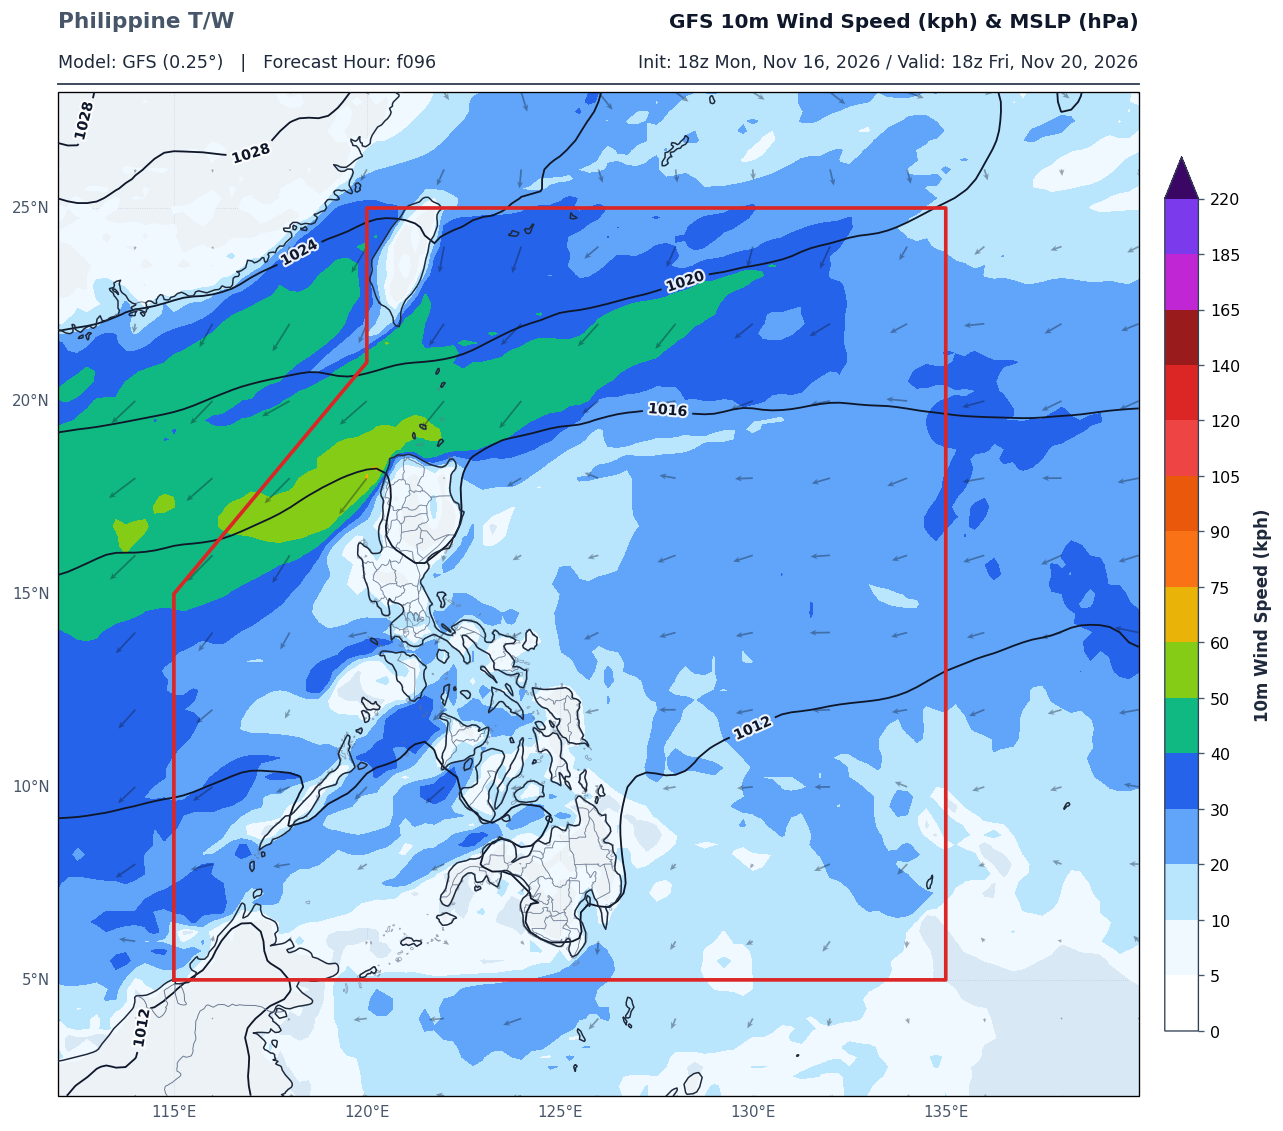 Philippine T/W
GFS 10m Wind Speed (kph) & MSLP (hPa)
Model: GFS (0.25°)   |   Forecast Hour: f096
Init: 18z Mon, Nov 16, 2026 / Valid: 18z Fri, Nov 20, 2026
1028
1028
1024
1020
1016
1012
1012
25°N
20°N
15°N
10°N
5°N
115°E
120°E
125°E
130°E
135°E
220
185
165
140
120
105
90
75
60
50
40
30
20
10
5
0
10m Wind Speed (kph)